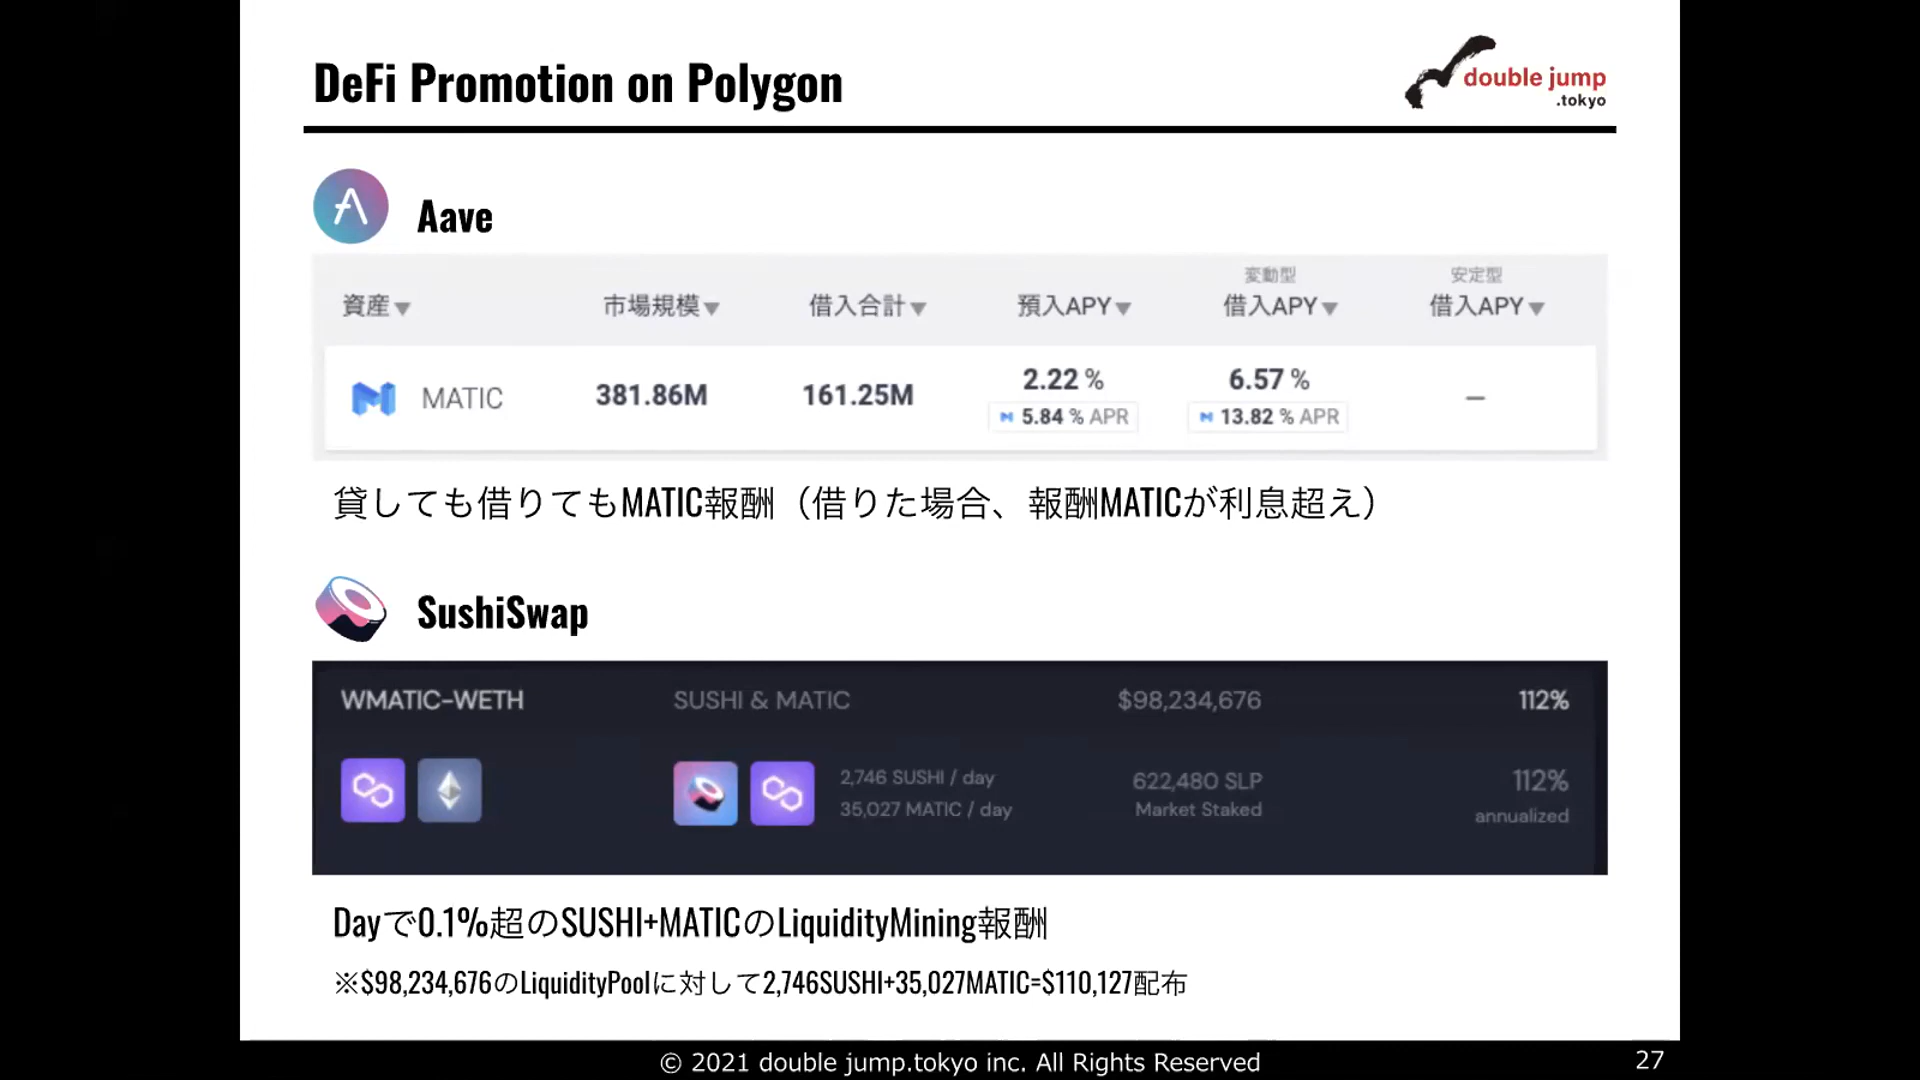 DeFi Promotion on Polygon
double jump
.tokyo
Aave
変動型
安定型
資産▼ 市場規模▼ 借入合計▼ 預入APY▼ 借入APY▼ 借入APY▼
MATIC 381.86M 161.25M 2.22 % 6.57 % –
5.84 % APR 13.82 % APR
貸しても借りてもMATIC報酬（借りた場合、報酬MATICが利息超え）
SushiSwap
WMATIC-WETH SUSHI & MATIC $98,234,676 112%
2,746 SUSHI / day 622,480 SLP 112%
35,027 MATIC / day Market Staked annualized
Dayで0.1%超のSUSHI+MATICのLiquidityMining報酬
※$98,234,676のLiquidityPoolに対して2,746SUSHI+35,027MATIC=$110,127配布
© 2021 double jump.tokyo inc. All Rights Reserved
27